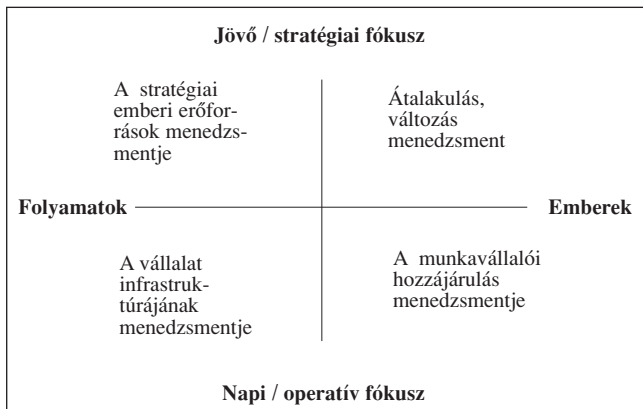 Jövő / stratégiai fókusz
A stratégiai
emberi erőfor-
rások menedzs-
mentje
Átalakulás,
változás
menedzsment
Folyamatok
Emberek
A vállalat
infrastruk-
túrájának
menedzsmentje
A munkavállalói
hozzájárulás
menedzsmentje
Napi / operatív fókusz